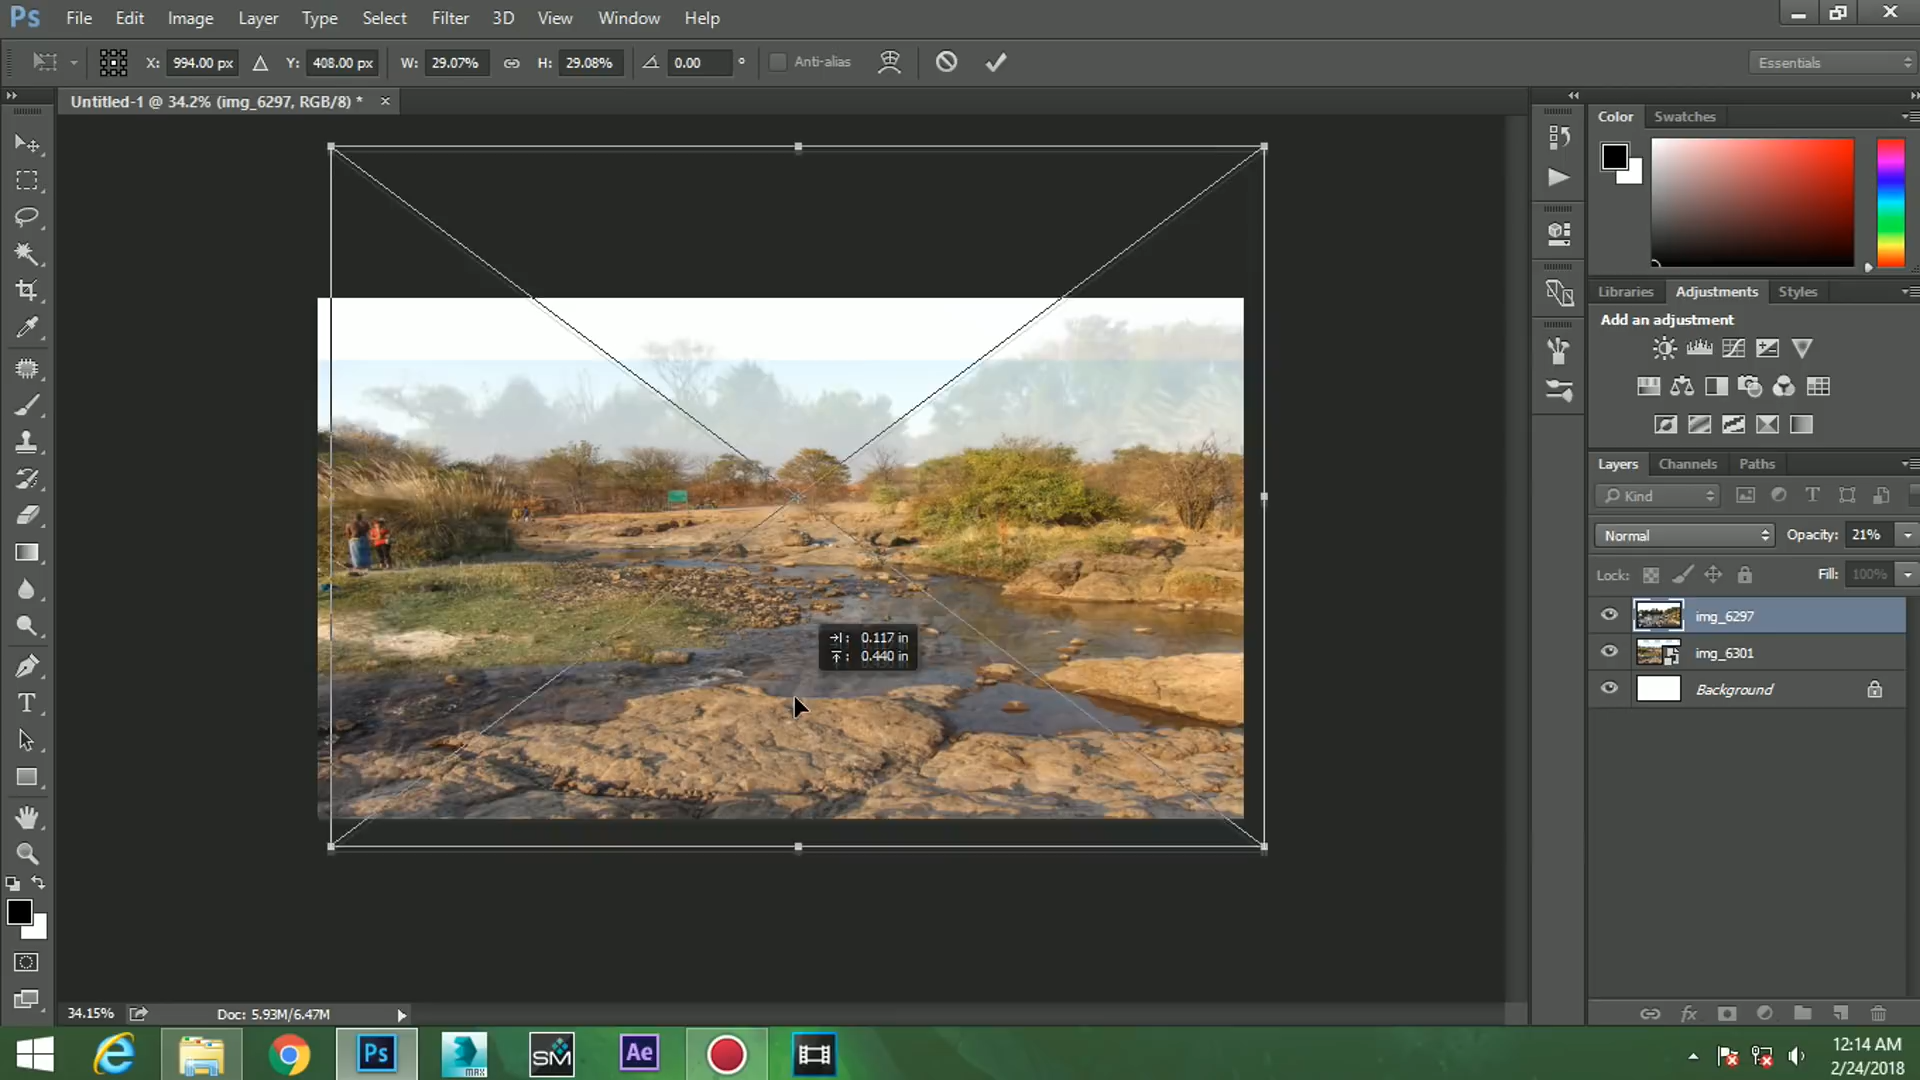 Ps File Edit Image Layer Type Select Filter 3D View Window Help
X: 994.00 px Y: 408.00 px W: 29.07% H: 29.08% 0.00 ° Anti-alias Essentials
Untitled-1 @ 34.2% (img_6297, RGB/8) * ×
Color Swatches
Libraries Adjustments Styles
Add an adjustment
Layers Channels Paths
Kind
Normal Opacity: 21%
Lock: Fill: 100%
img_6297
img_6301
Background
0.117 in
0.440 in
34.15% Doc: 5.93M/6.47M
Ps MAX SM Ae
12:14 AM
2/24/2018